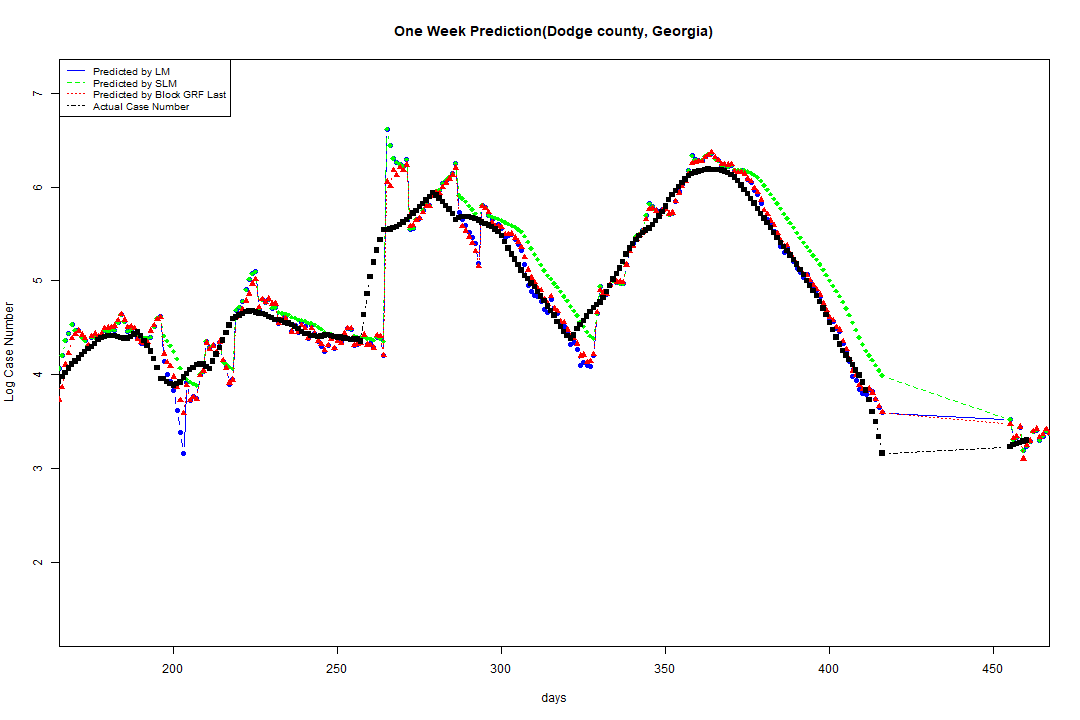 One Week Prediction(Dodge county, Georgia)
Predicted by LM
Predicted by SLM
Predicted by Block GRF Last
Actual Case Number
7
6
5
4
3
2
Log Case Number
200 250 300 350 400 450
days